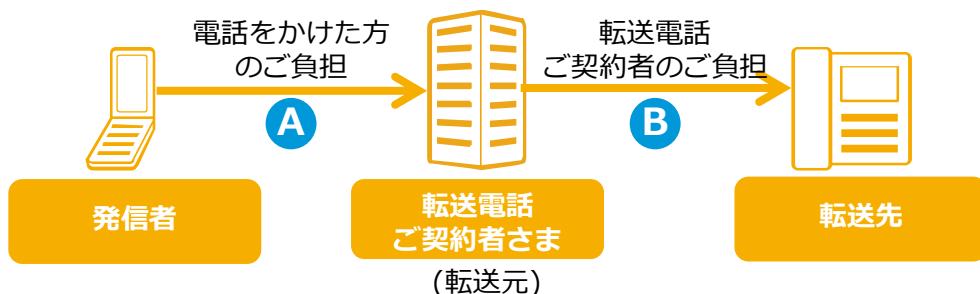 電話をかけた方
のご負担
転送電話
ご契約者のご負担
A
B
発信者
転送電話
ご契約者さま
転送先
(転送元)